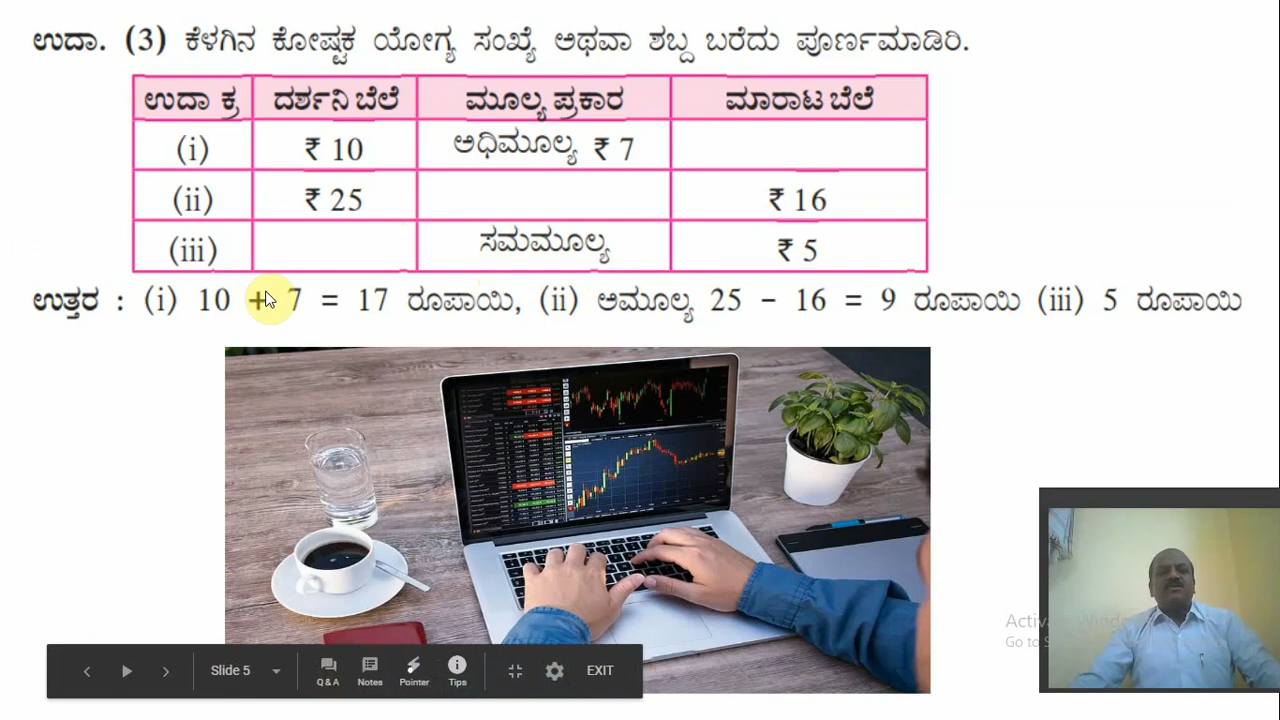 ಉದಾ. (3) ಕೆಳಗಿನ ಕೋಷ್ಟಕ ಯೋಗ್ಯ ಸಂಖ್ಯೆ ಅಥವಾ ಶಬ್ದ ಬರೆದು ಪೂರ್ಣಮಾಡಿರಿ.
ಉದಾ ಕ್ರ ದರ್ಶನಿ ಬೆಲೆ ಮೂಲ್ಯ ಪ್ರಕಾರ ಮಾರಾಟ ಬೆಲೆ
(i) ₹ 10 ಅಧಿಮೂಲ್ಯ ₹ 7
(ii) ₹ 25 ₹ 16
(iii) ಸಮಮೂಲ್ಯ ₹ 5
ಉತ್ತರ : (i) 10 + 7 = 17 ರೂಪಾಯಿ, (ii) ಅಮೂಲ್ಯ 25 - 16 = 9 ರೂಪಾಯಿ (iii) 5 ರೂಪಾಯಿ
Slide 5
Q & A Notes Pointer Tips EXIT